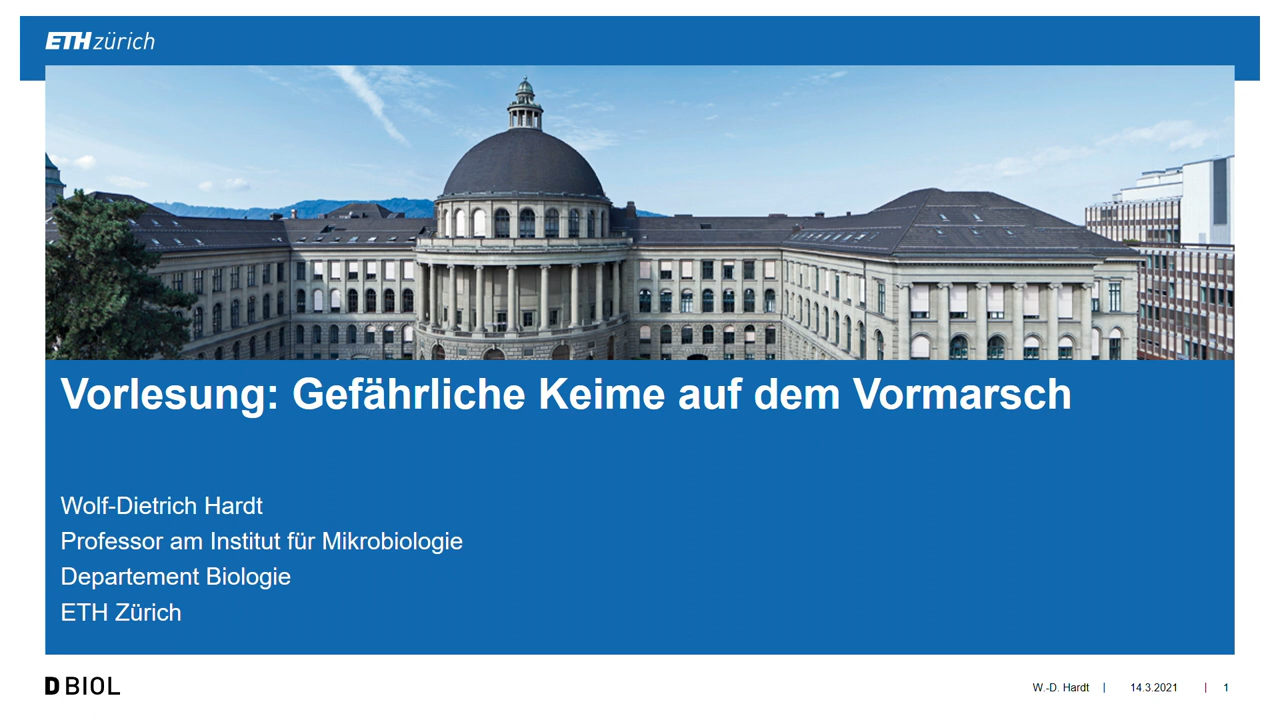 ETH zürich
Vorlesung: Gefährliche Keime auf dem Vormarsch
Wolf-Dietrich Hardt
Professor am Institut für Mikrobiologie
Departement Biologie
ETH Zürich
D BIOL
W.-D. Hardt | 14.3.2021 | 1